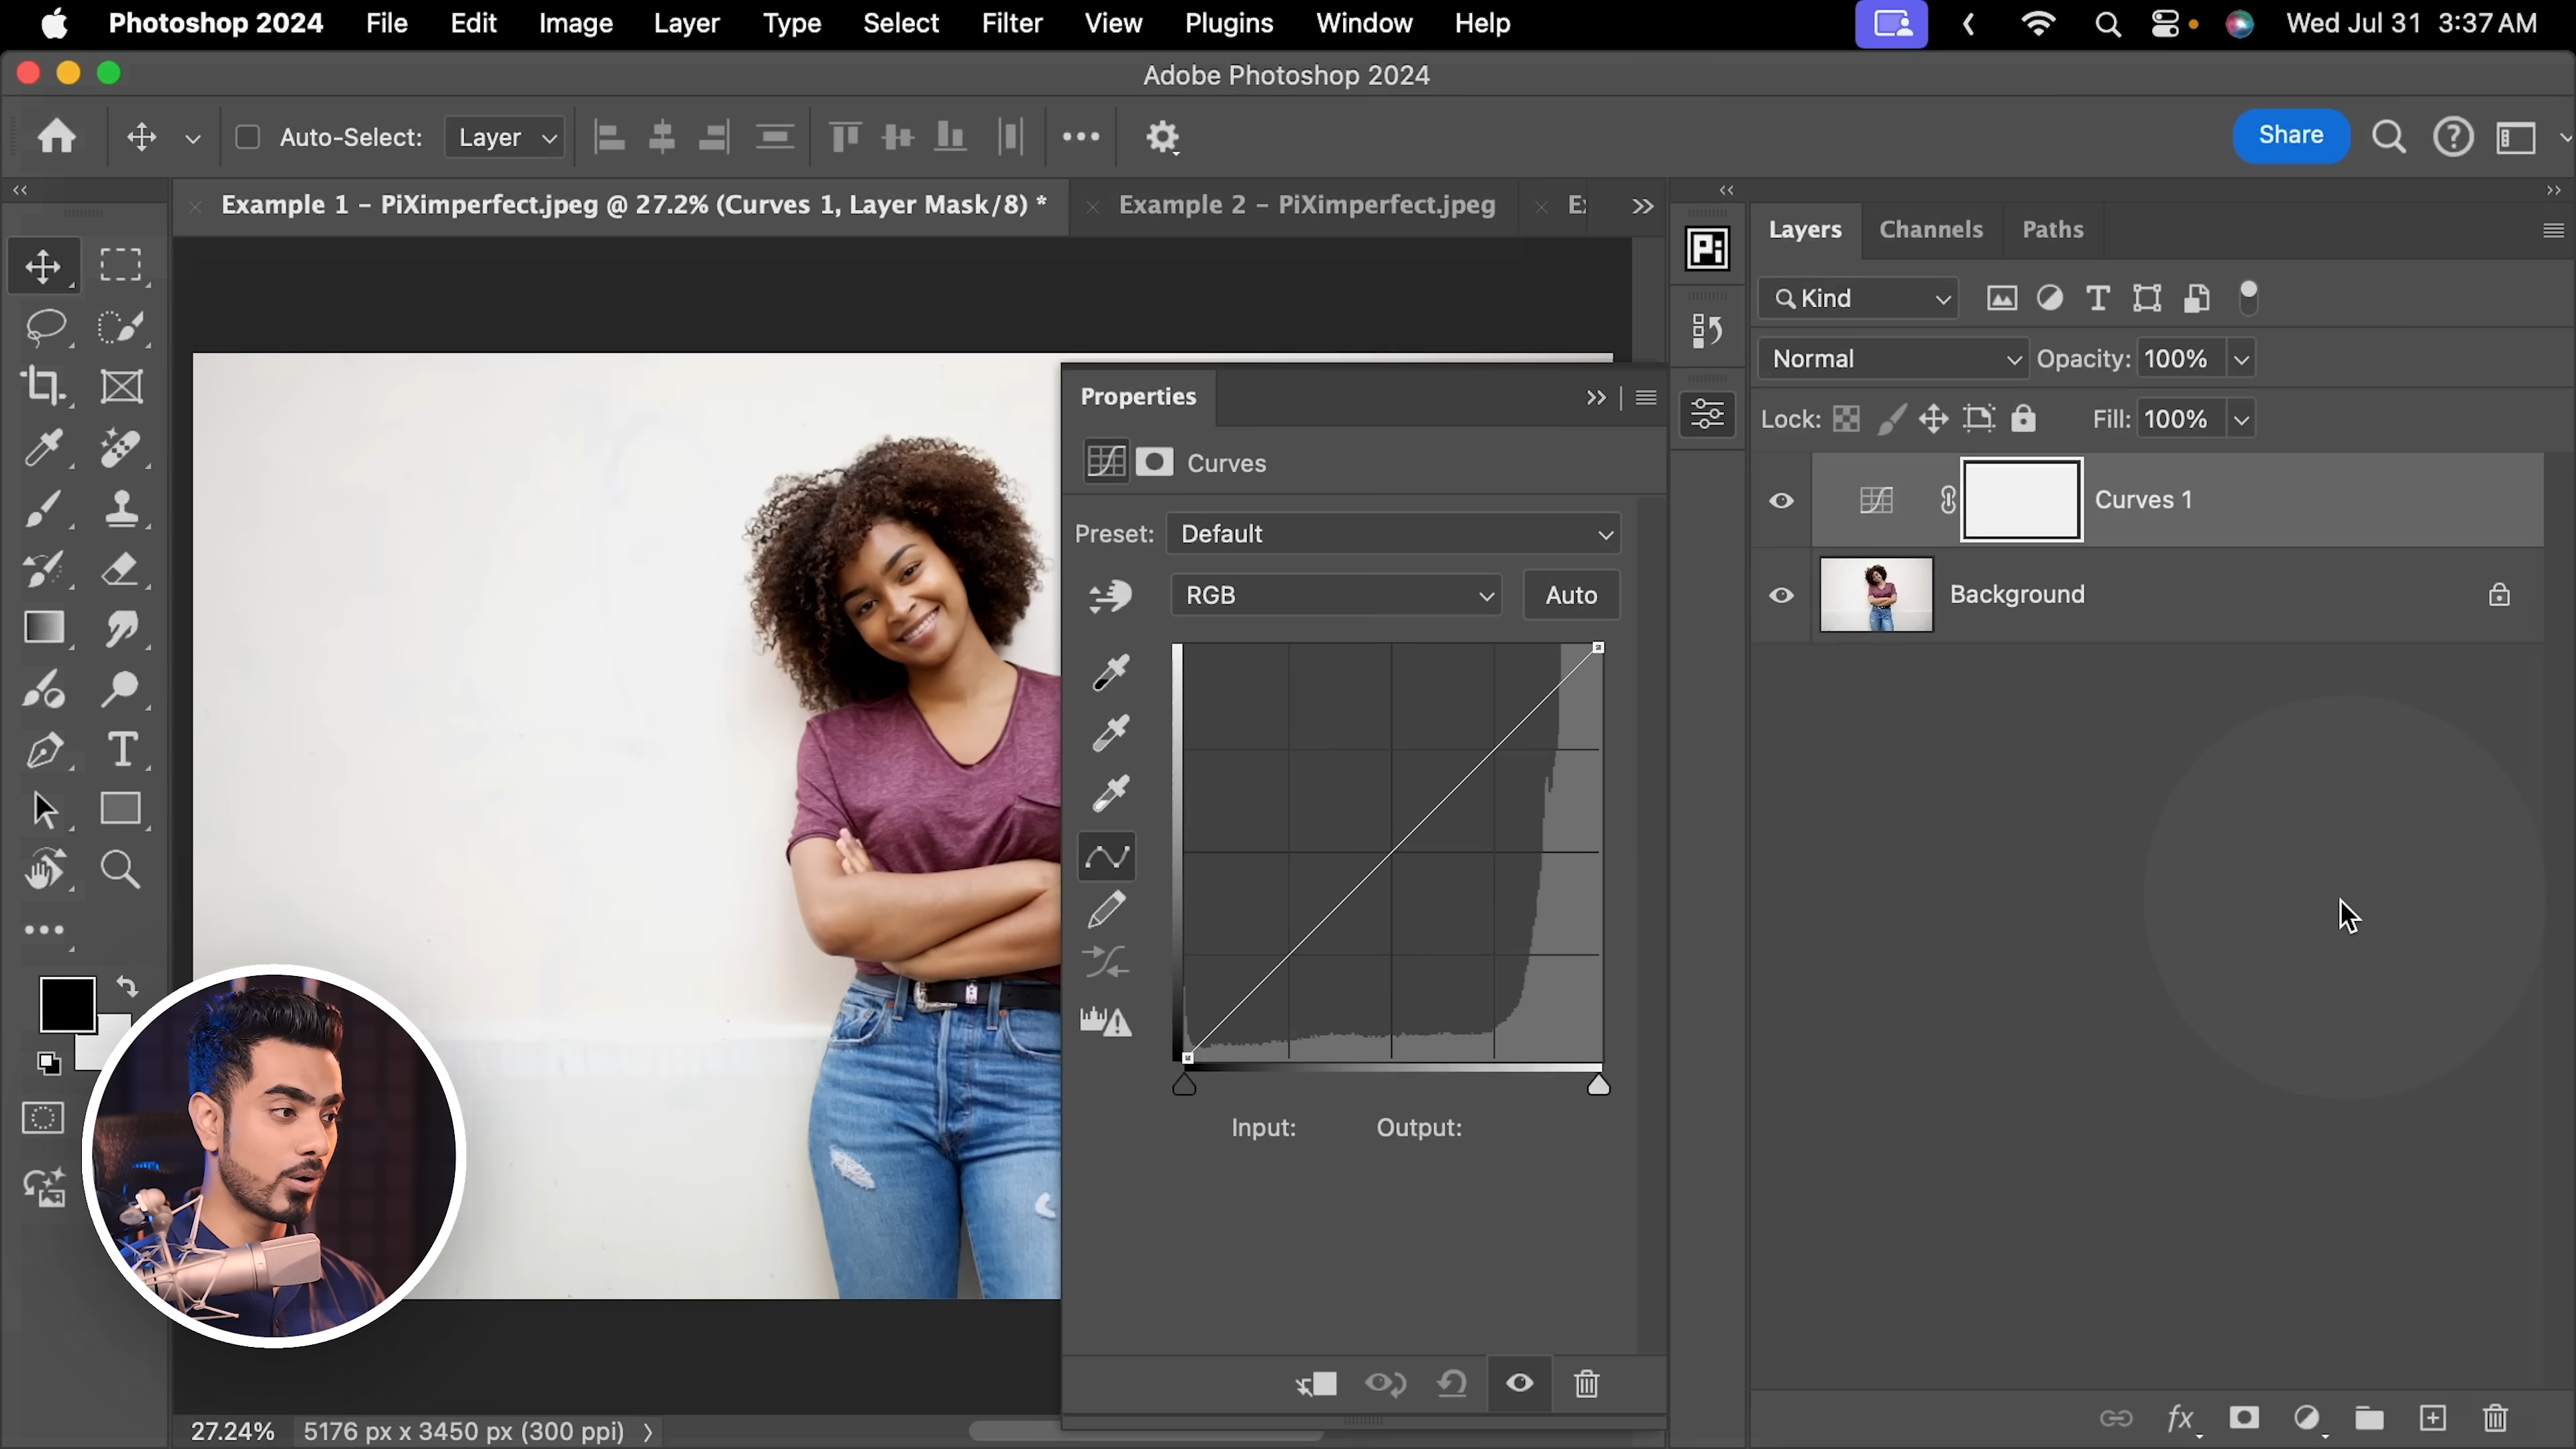 Photoshop 2024 File Edit Image Layer Type Select Filter View Plugins Window Help Wed Jul 31 3:37 AM
Adobe Photoshop 2024
Auto-Select: Layer Share
Example 1 – PiXimperfect.jpeg @ 27.2% (Curves 1, Layer Mask/8) * Example 2 – PiXimperfect.jpeg
Pi
Layers Channels Paths
Kind
Normal Opacity: 100%
Lock: Fill: 100%
Curves 1
Background
Properties
Curves
Preset: Default
RGB Auto
Input: Output:
27.24% 5176 px x 3450 px (300 ppi)
fx